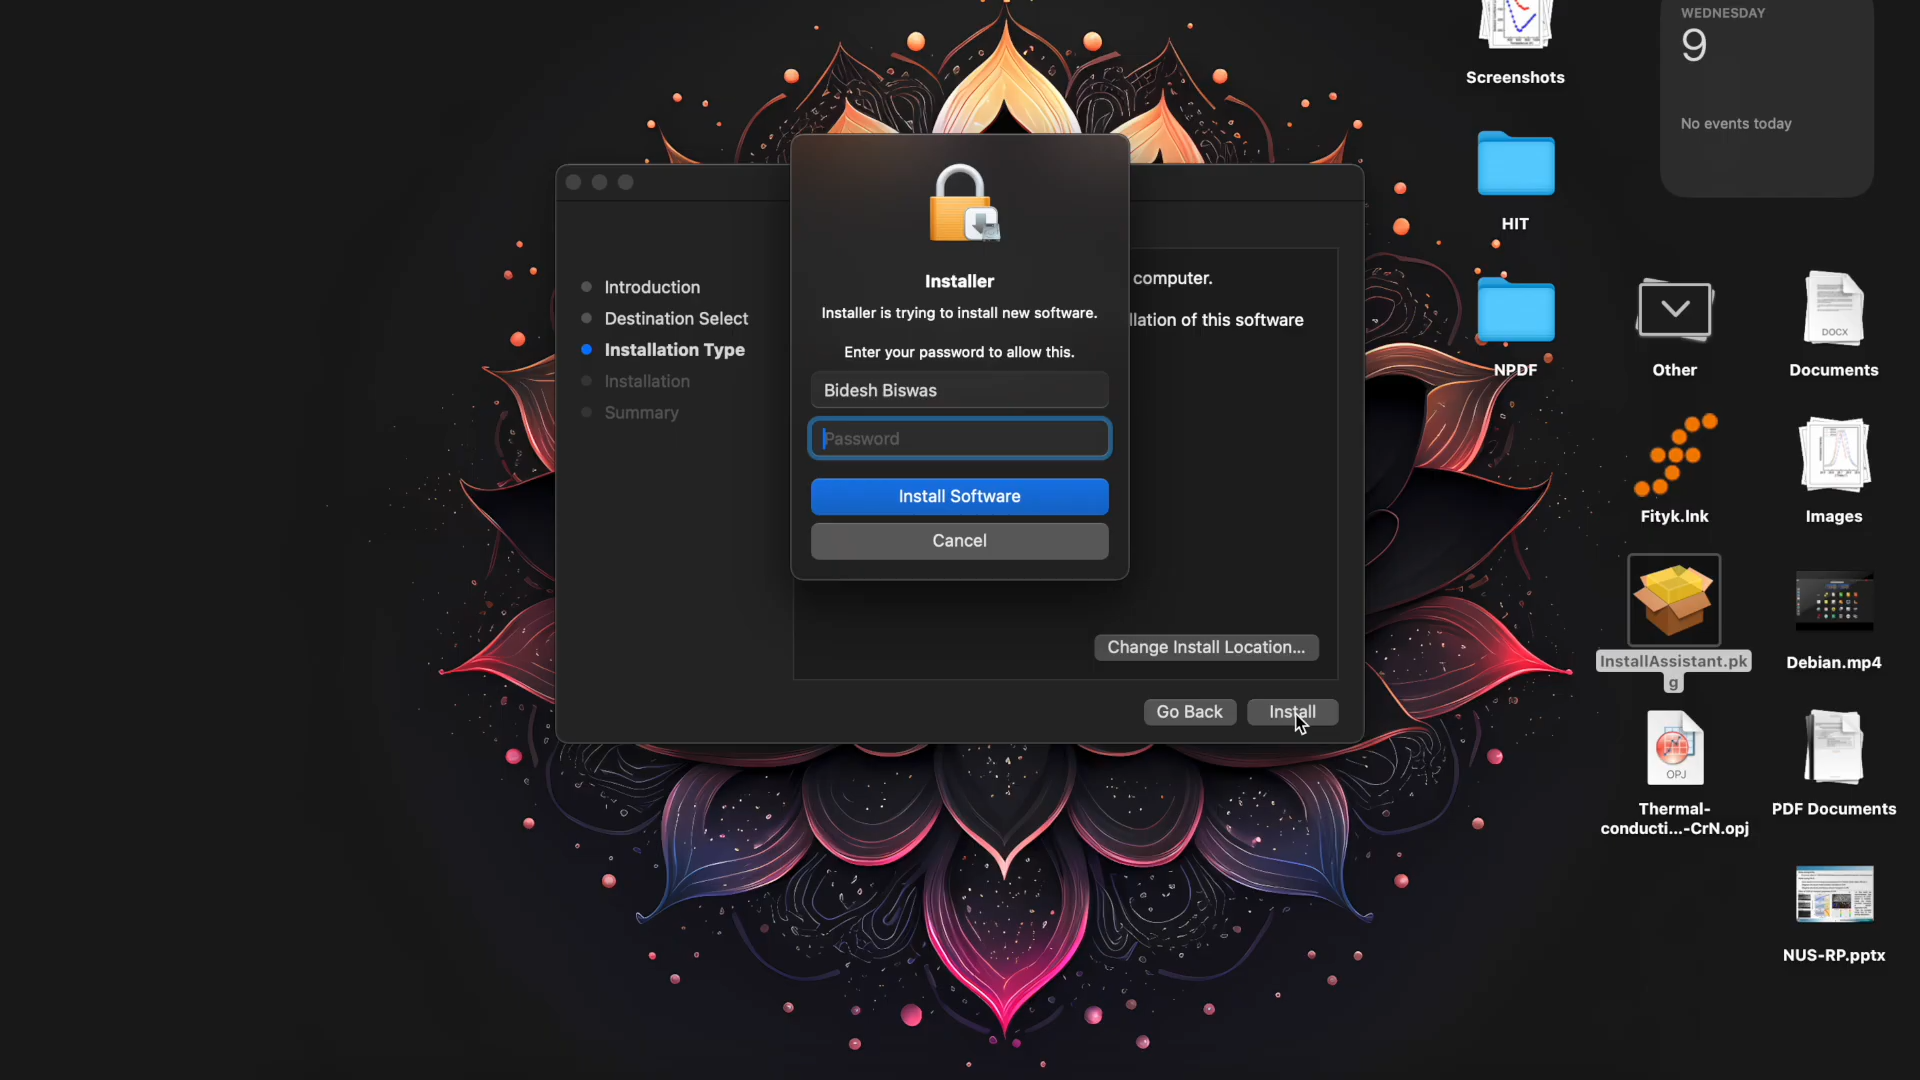 WEDNESDAY
9
No events today
Screenshots
HIT
NPDF
Other
Documents
DOCX
Fityk.lnk
Images
InstallAssistant.pk
g
Debian.mp4
OPJ
Thermal-
conducti...-CrN.opj
PDF Documents
NUS-RP.pptx
Introduction
Destination Select
Installation Type
Installation
Summary
computer.
llation of this software
Change Install Location...
Go Back
Install
Installer
Installer is trying to install new software.
Enter your password to allow this.
Bidesh Biswas
Password
Install Software
Cancel